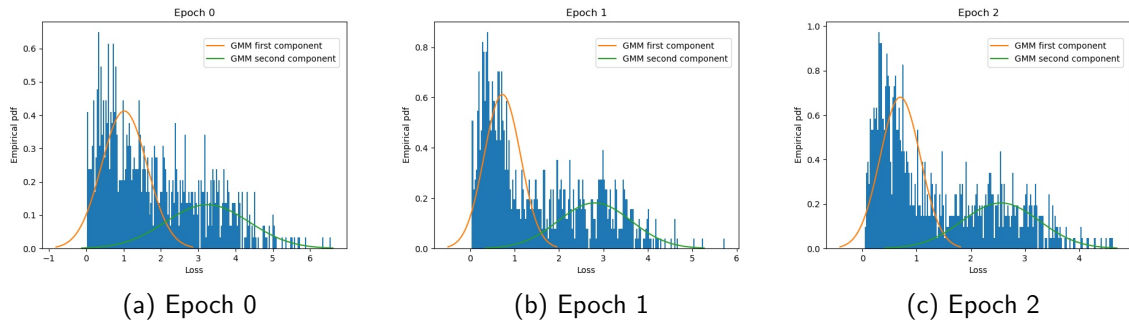 Epoch 0
GMM first component
GMM second component
Empirical pdf
0.6
0.5
0.4
0.3
0.2
0.1
0.0
−1 0 1 2 3 4 5 6
Loss
(a) Epoch 0
Epoch 1
GMM first component
GMM second component
Empirical pdf
0.8
0.6
0.4
0.2
0.0
0 1 2 3 4 5 6
Loss
(b) Epoch 1
Epoch 2
GMM first component
GMM second component
Empirical pdf
1.0
0.8
0.6
0.4
0.2
0.0
0 1 2 3 4
Loss
(c) Epoch 2